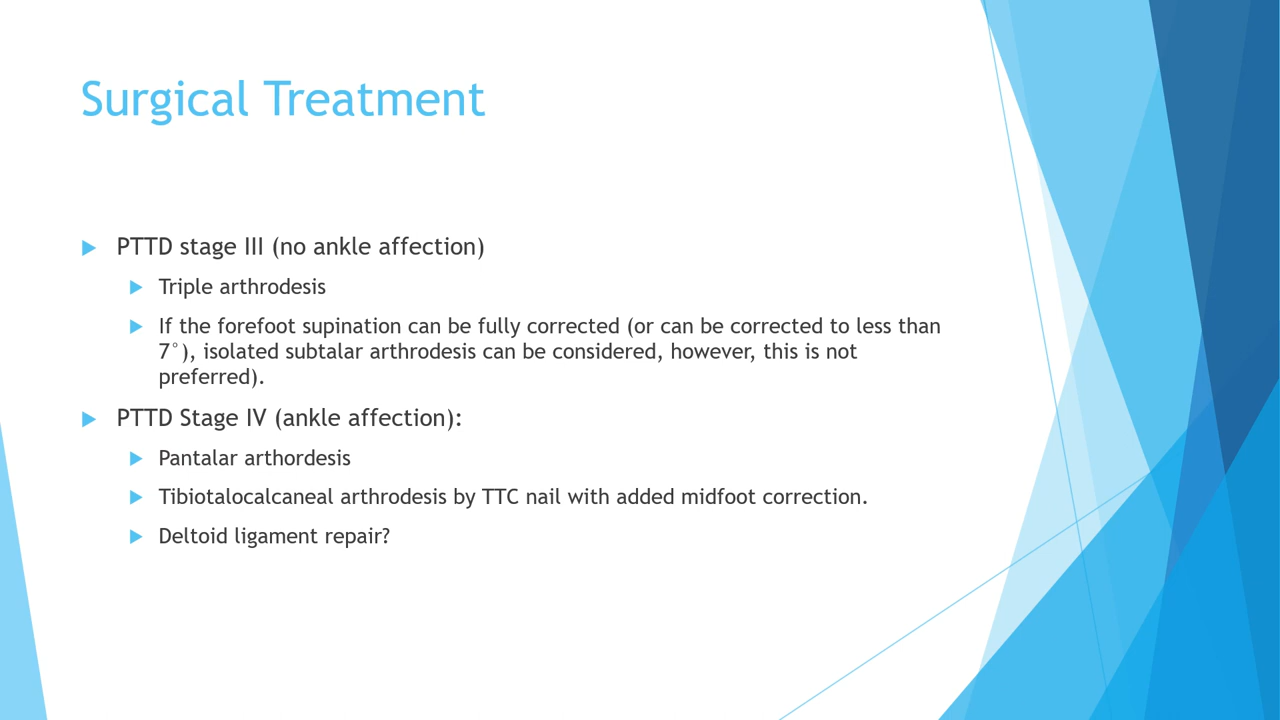 Surgical Treatment
PTTD stage III (no ankle affection)
Triple arthrodesis
If the forefoot supination can be fully corrected (or can be corrected to less than
7°), isolated subtalar arthrodesis can be considered, however, this is not
preferred).
PTTD Stage IV (ankle affection):
Pantalar arthordesis
Tibiotalocalcaneal arthrodesis by TTC nail with added midfoot correction.
Deltoid ligament repair?